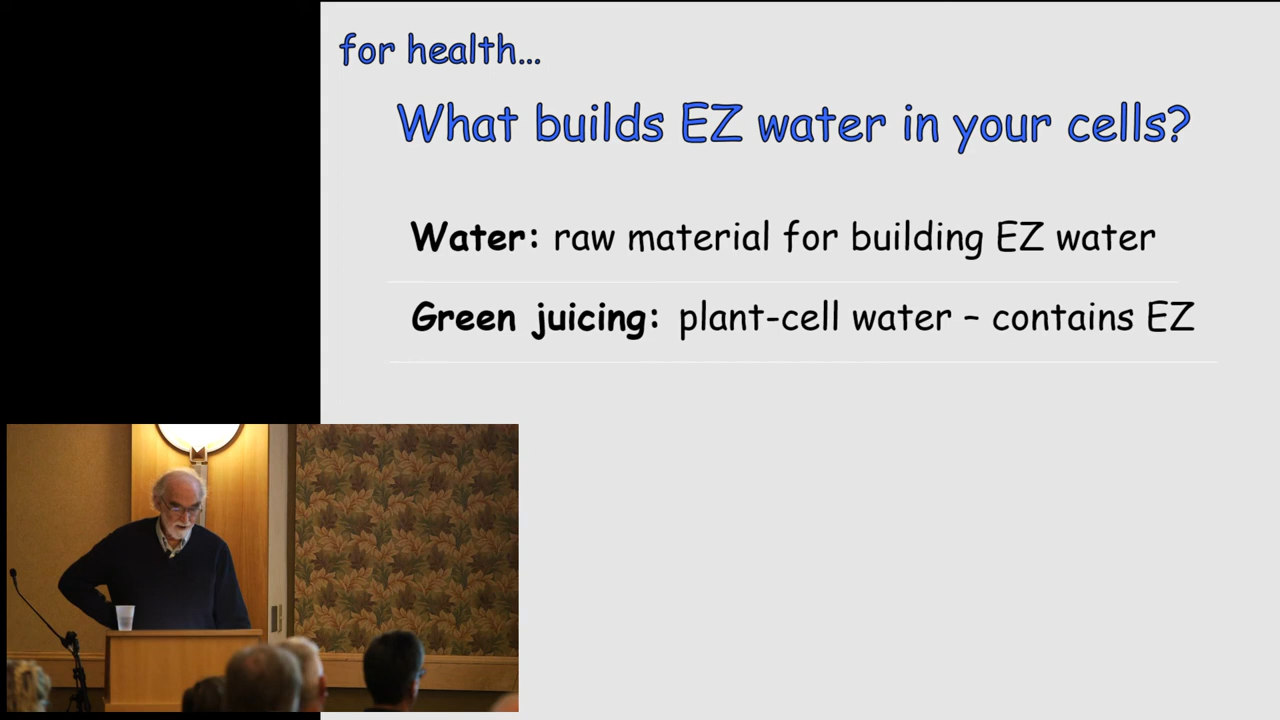 for health...
What builds EZ water in your cells?
Water: raw material for building EZ water
Green juicing: plant-cell water – contains EZ